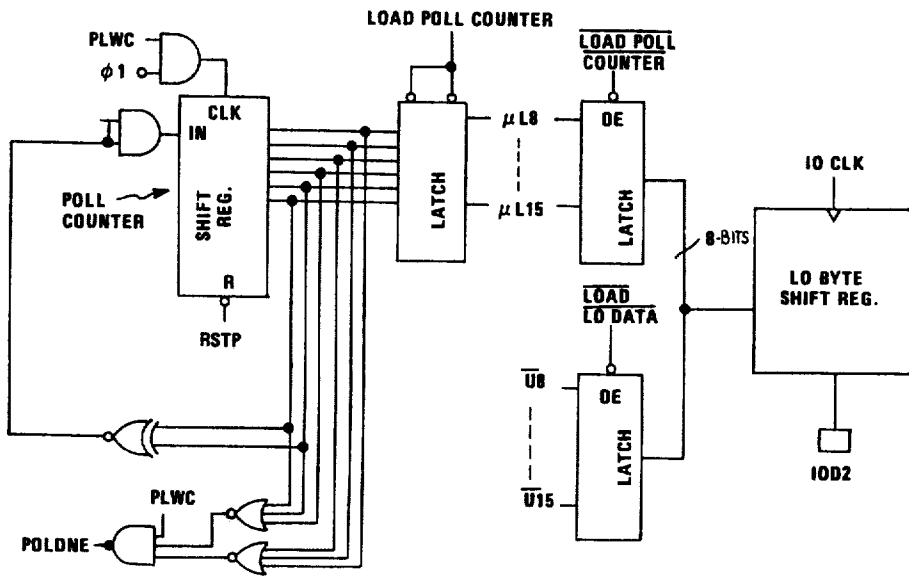 LOAD POLL COUNTER
PLWC
φ1
LOAD POLL
COUNTER
CLK
IN
POLL
COUNTER
SHIFT REG.
R
RSTP
LATCH
μL8
μL15
OE
LATCH
IO CLK
8-BITS
LO BYTE
SHIFT REG.
LOAD
LO DATA
U8
U15
OE
LATCH
IOD2
PLWC
POLDNE